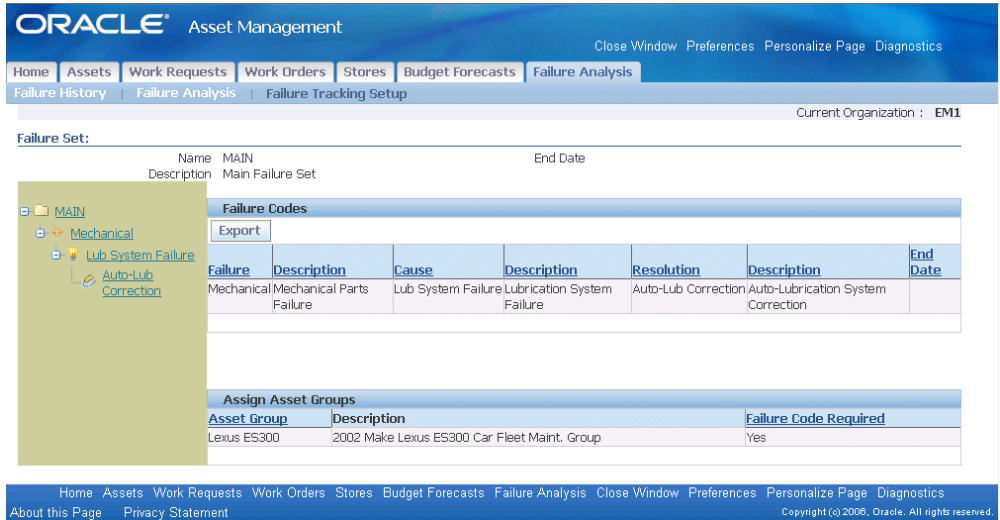 ORACLE® Asset Management
Close Window Preferences Personalize Page Diagnostics
Home Assets Work Requests Work Orders Stores Budget Forecasts Failure Analysis
Failure History | Failure Analysis | Failure Tracking Setup
Current Organization : EM1
Failure Set:
Name MAIN End Date
Description Main Failure Set
MAIN
Mechanical
Lub System Failure
Auto-Lub
Correction
Failure Codes
Export
Failure Description Cause Description Resolution Description End Date
Mechanical Mechanical Parts Failure Lub System Failure Lubrication System Failure Auto-Lub Correction Auto-Lubrication System Correction
Assign Asset Groups
Asset Group Description Failure Code Required
Lexus ES300 2002 Make Lexus ES300 Car Fleet Maint. Group Yes
Home Assets Work Requests Work Orders Stores Budget Forecasts Failure Analysis Close Window Preferences Personalize Page Diagnostics
About this Page Privacy Statement Copyright (c) 2006, Oracle. All rights reserved.